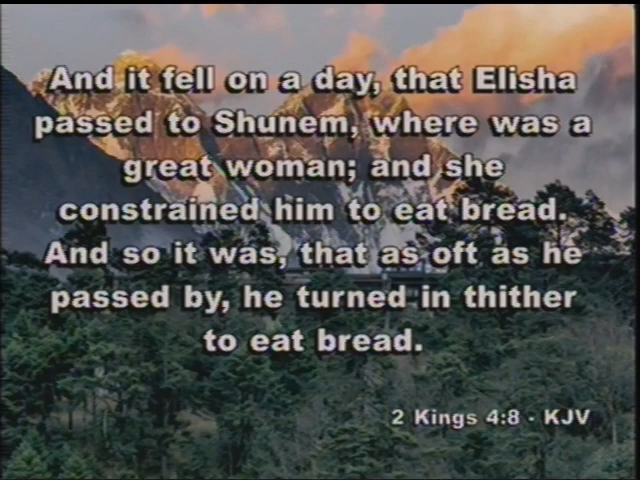 And it fell on a day, that Elisha
passed to Shunem, where was a
great woman; and she
constrained him to eat bread.
And so it was, that as oft as he
passed by, he turned in thither
to eat bread.
2 Kings 4:8 - KJV